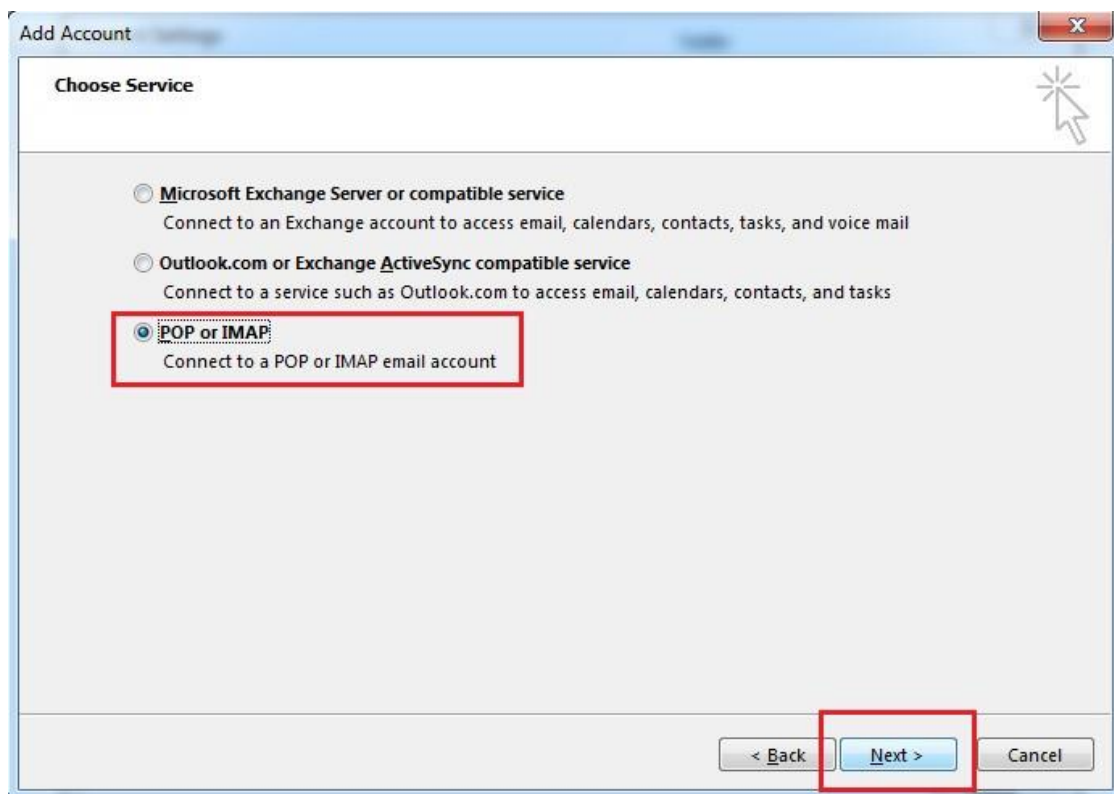 Add Account
Choose Service
Microsoft Exchange Server or compatible service
Connect to an Exchange account to access email, calendars, contacts, tasks, and voice mail
Outlook.com or Exchange ActiveSync compatible service
Connect to a service such as Outlook.com to access email, calendars, contacts, and tasks
POP or IMAP
Connect to a POP or IMAP email account
< Back Next > Cancel